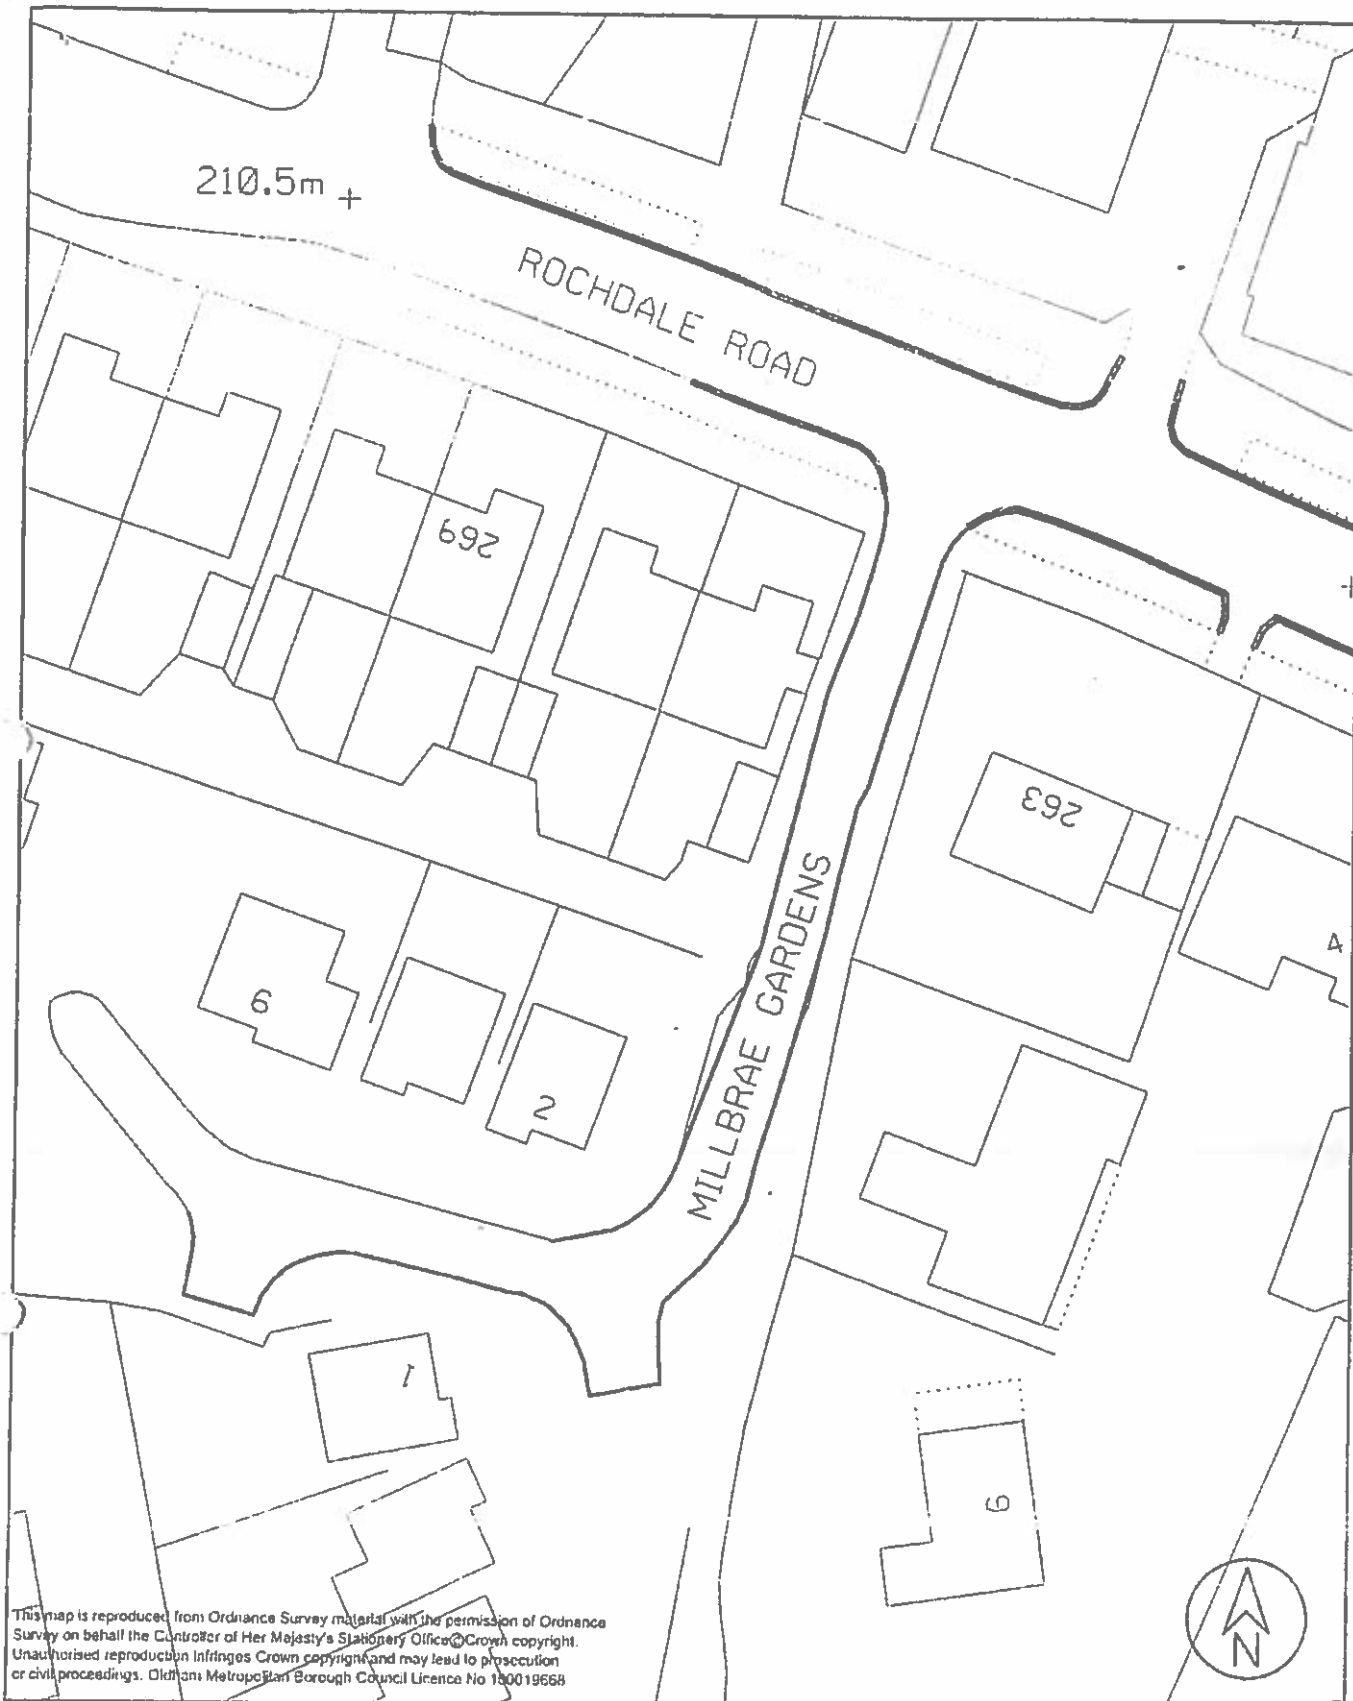 210.5m
ROCHDALE ROAD
269
263
4
MILLBRAE GARDENS
6
2
1
6
N
This map is reproduced from Ordnance Survey material with the permission of Ordnance
Survey on behalf the Controller of Her Majesty's Stationery Office © Crown copyright.
Unauthorised reproduction infringes Crown copyright and may lead to prosecution
or civil proceedings. Oldham Metropolitan Borough Council Licence No 100019668